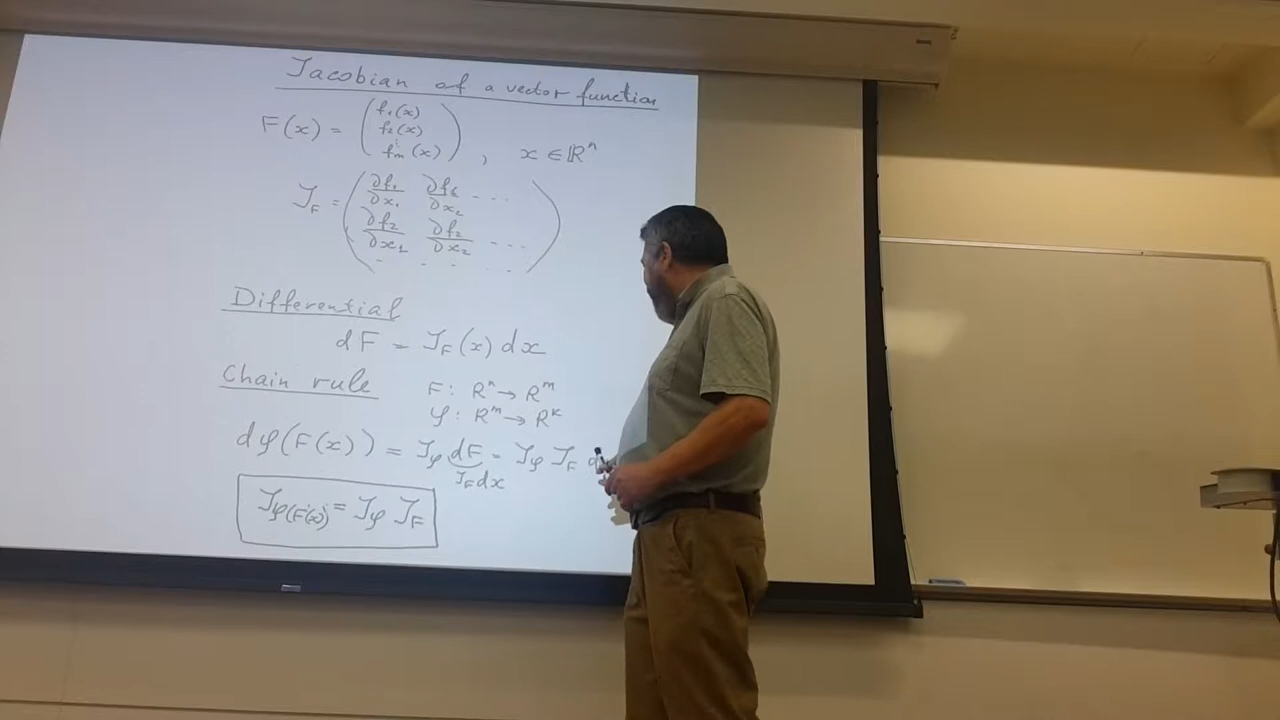 Jacobian of a vector function
F(x) = ( f₁(x) f₂(x) ⋮ fₘ(x) ) , x ∈ ℝⁿ
J_F = ( ∂f₁/∂x₁ ∂f₁/∂x₂ ...
∂f₂/∂x₁ ∂f₂/∂x₂ ...
. . . . . )
Differential
dF = J_F(x) dx
Chain rule
F: Rⁿ → Rᵐ
φ: Rᵐ → Rᵏ
dφ(F(x)) = J_φ dF = J_φ J_F
J_F dx
J_φ(F(x)) = J_φ J_F